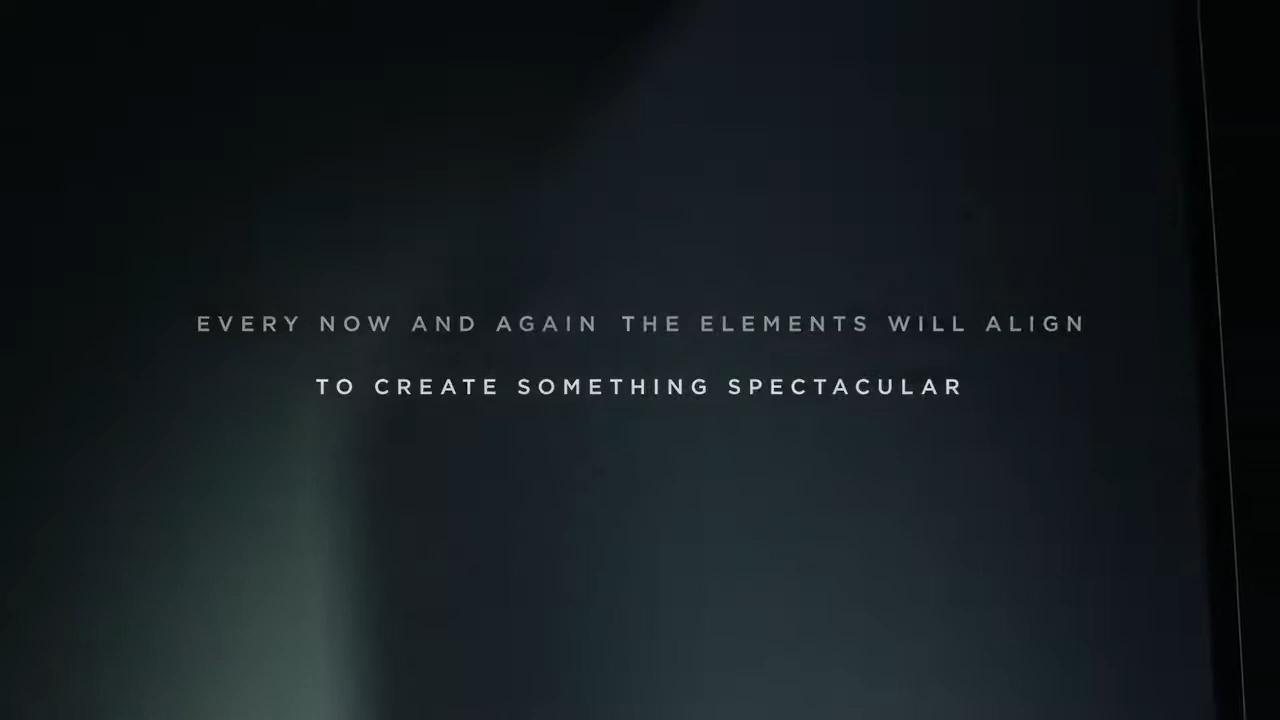 EVERY NOW AND AGAIN THE ELEMENTS WILL ALIGN
TO CREATE SOMETHING SPECTACULAR